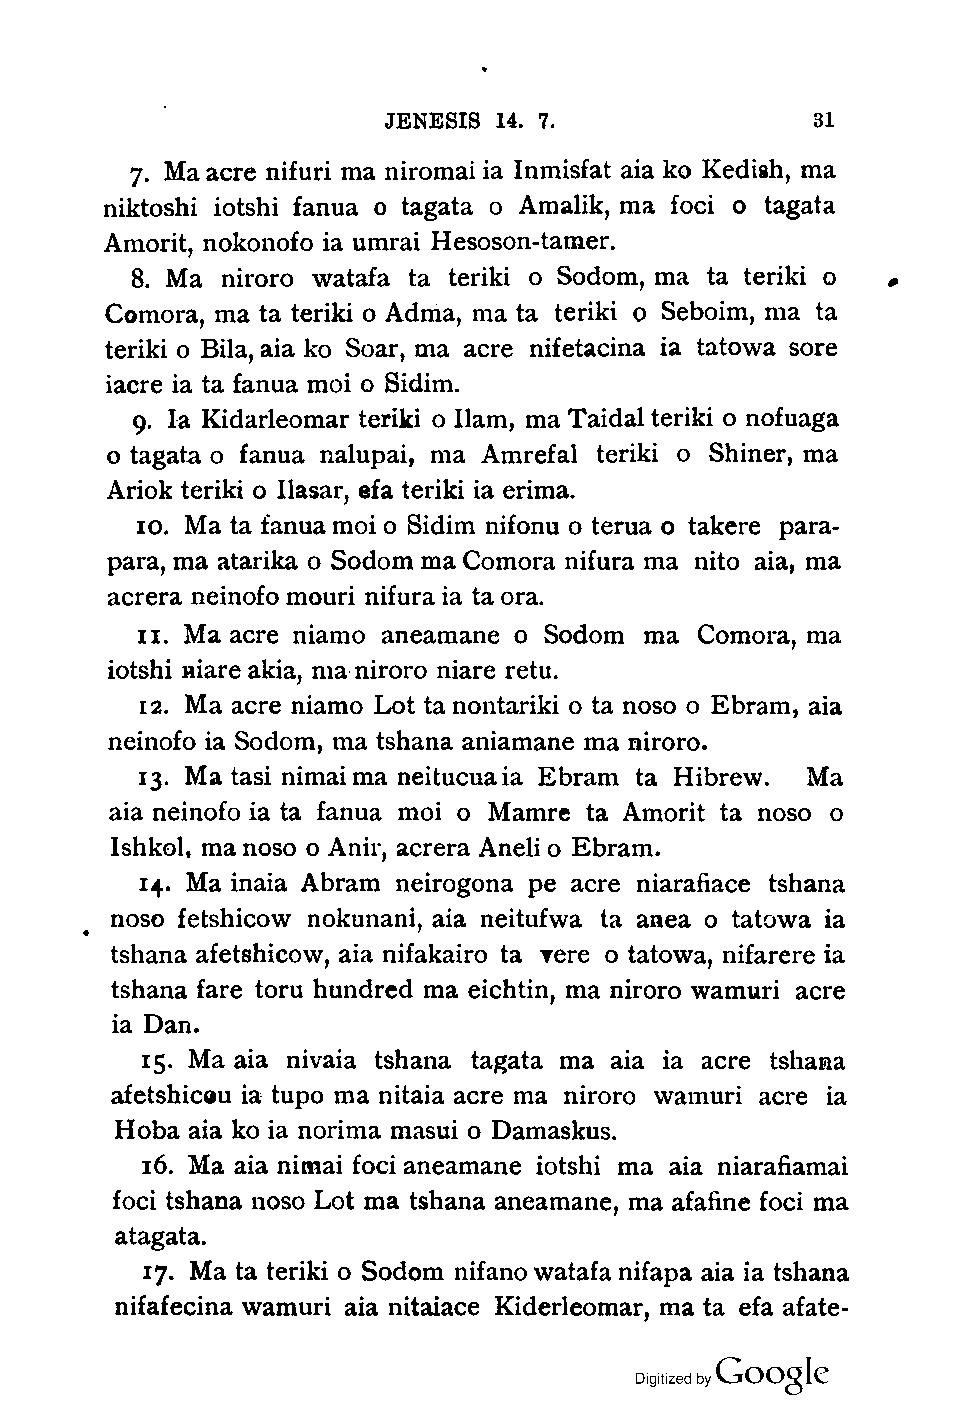 JENESIS 14. 7. 31
7. Ma acre nifuri ma niromai ia Inmisfat aia ko Kedish, ma
niktoshi iotshi fanua o tagata o Amalik, ma foci o tagata
Amorit, nokonofo ia umrai Hesoson-tamer.
8. Ma niroro watafa ta teriki o Sodom, ma ta teriki o
Comora, ma ta teriki o Adma, ma ta teriki o Seboim, ma ta
teriki o Bila, aia ko Soar, ma acre nifetacina ia tatowa sore
iacre ia ta fanua moi o Sidim.
9. Ia Kidarleomar teriki o Ilam, ma Taidal teriki o nofuaga
o tagata o fanua nalupai, ma Amrefal teriki o Shiner, ma
Ariok teriki o Ilasar, efa teriki ia erima.
10. Ma ta fanua moi o Sidim nifonu o terua o takere para-
para, ma atarika o Sodom ma Comora nifura ma nito aia, ma
acrera neinofo mouri nifura ia ta ora.
11. Ma acre niamo aneamane o Sodom ma Comora, ma
iotshi niare akia, ma niroro niare retu.
12. Ma acre niamo Lot ta nontariki o ta noso o Ebram, aia
neinofo ia Sodom, ma tshana aniamane ma niroro.
13. Ma tasi nimai ma neitucua ia Ebram ta Hibrew. Ma
aia neinofo ia ta fanua moi o Mamre ta Amorit ta noso o
Ishkol, ma noso o Anir, acrera Aneli o Ebram.
14. Ma inaia Abram neirogona pe acre niarafiace tshana
noso fetshicow nokunani, aia neitufwa ta anea o tatowa ia
tshana afetshicow, aia nifakairo ta vere o tatowa, nifarere ia
tshana fare toru hundred ma eichtin, ma niroro wamuri acre
ia Dan.
15. Ma aia nivaia tshana tagata ma aia ia acre tshana
afetshicou ia tupo ma nitaia acre ma niroro wamuri acre ia
Hoba aia ko ia norima masui o Damaskus.
16. Ma aia nimai foci aneamane iotshi ma aia niarafiamai
foci tshana noso Lot ma tshana aneamane, ma afafine foci ma
atagata.
17. Ma ta teriki o Sodom nifano watafa nifapa aia ia tshana
nifafecina wamuri aia nitaiace Kiderleomar, ma ta efa afate-
Digitized by Google